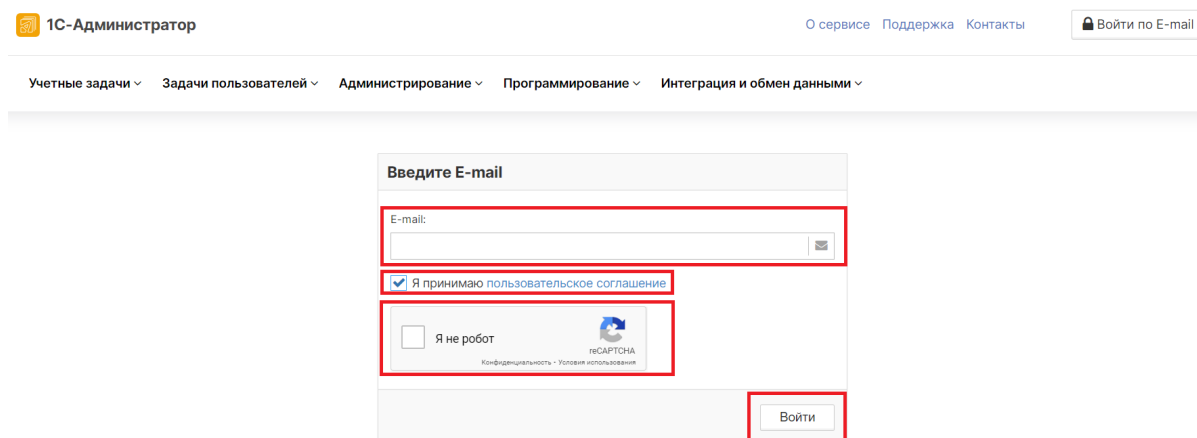 1С-Администратор
О сервисе Поддержка Контакты
Войти по E-mail
Учетные задачи Задачи пользователей Администрирование Программирование Интеграция и обмен данными
Введите E-mail
E-mail:
Я принимаю пользовательское соглашение
Я не робот
reCAPTCHA
Конфиденциальность - Условия использования
Войти